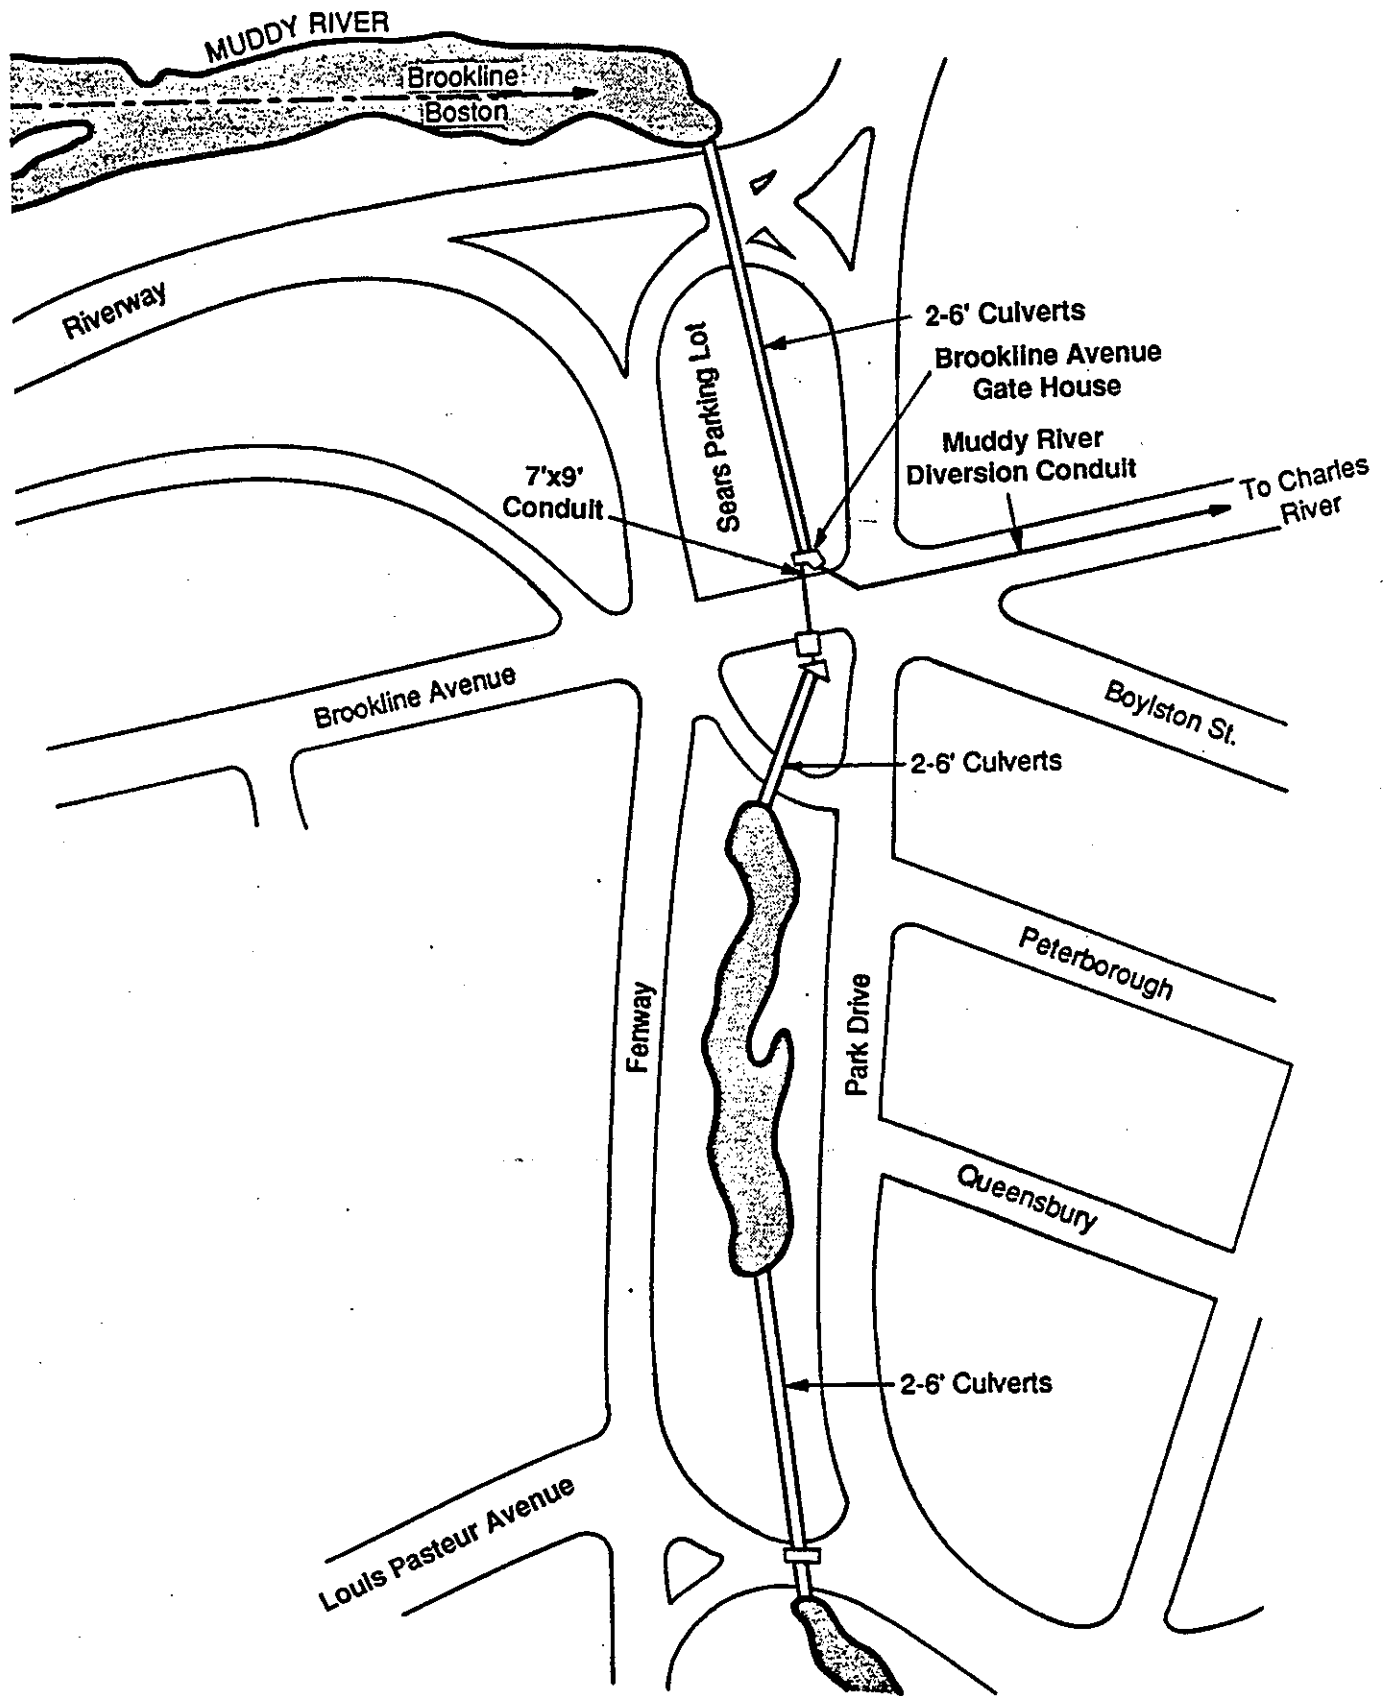 MUDDY RIVER
Brookline
Boston
Riverway
2-6' Culverts
Brookline Avenue
Gate House
Sears Parking Lot
Muddy River
Diversion Conduit
7'x9'
Conduit
To Charles
River
Brookline Avenue
Boylston St.
2-6' Culverts
Peterborough
Fenway
Park Drive
Queensbury
2-6' Culverts
Louis Pasteur Avenue